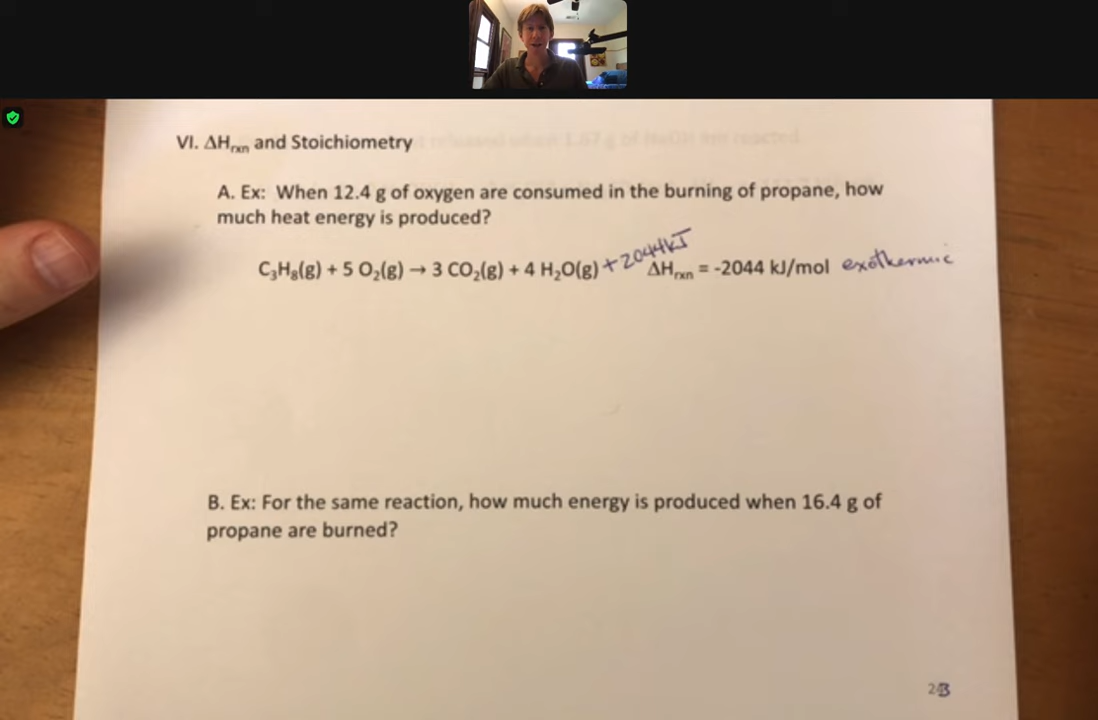 VI. ΔHrxn and Stoichiometry
A. Ex: When 12.4 g of oxygen are consumed in the burning of propane, how
much heat energy is produced?
C₃H₈(g) + 5 O₂(g) → 3 CO₂(g) + 4 H₂O(g) + 2044 kJ ΔHrxn = -2044 kJ/mol exothermic
B. Ex: For the same reaction, how much energy is produced when 16.4 g of
propane are burned?